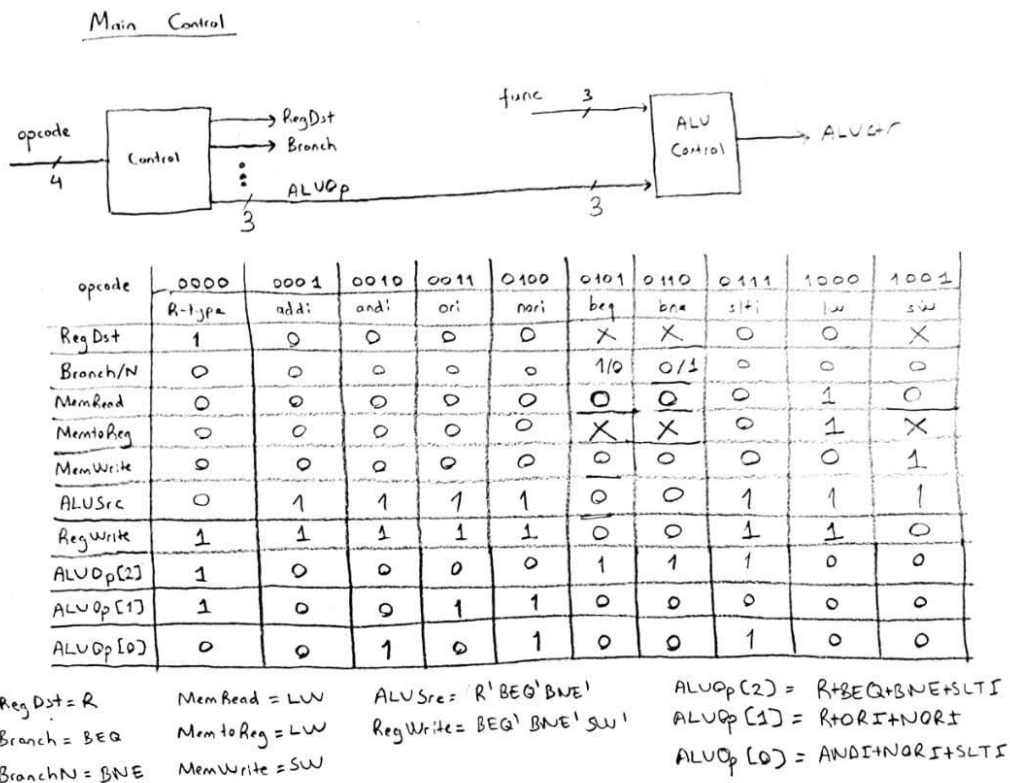 Main Control
func 3
opcode
RegDst
Branch
ALU
Control
ALUctr
Control
4
ALUOp
3
3
opcode 0000 0001 0010 0011 0100 0101 0110 0111 1000 1001
R-type addi andi ori nori beq bne slti lw sw
RegDst 1 0 0 0 0 X X 0 0 X
Branch/N 0 0 0 0 0 1/0 0/1 0 0 0
MemRead 0 0 0 0 0 0 0 0 1 0
MemtoReg 0 0 0 0 0 X X 0 1 X
MemWrite 0 0 0 0 0 0 0 0 0 1
ALUSrc 0 1 1 1 1 0 0 1 1 1
RegWrite 1 1 1 1 1 0 0 1 1 0
ALUOp[2] 1 0 0 0 0 1 1 1 0 0
ALUOp[1] 1 0 0 1 1 0 0 0 0 0
ALUOp[0] 0 0 1 0 1 0 0 1 0 0
RegDst = R MemRead = LW ALUSrc = R' BEQ' BNE' ALUOp[2] = R+BEQ+BNE+SLTI
Branch = BEQ MemtoReg = LW RegWrite = BEQ' BNE' SW' ALUOp[1] = R+ORI+NORI
BranchN = BNE MemWrite = SW ALUOp[0] = ANDI+NORI+SLTI